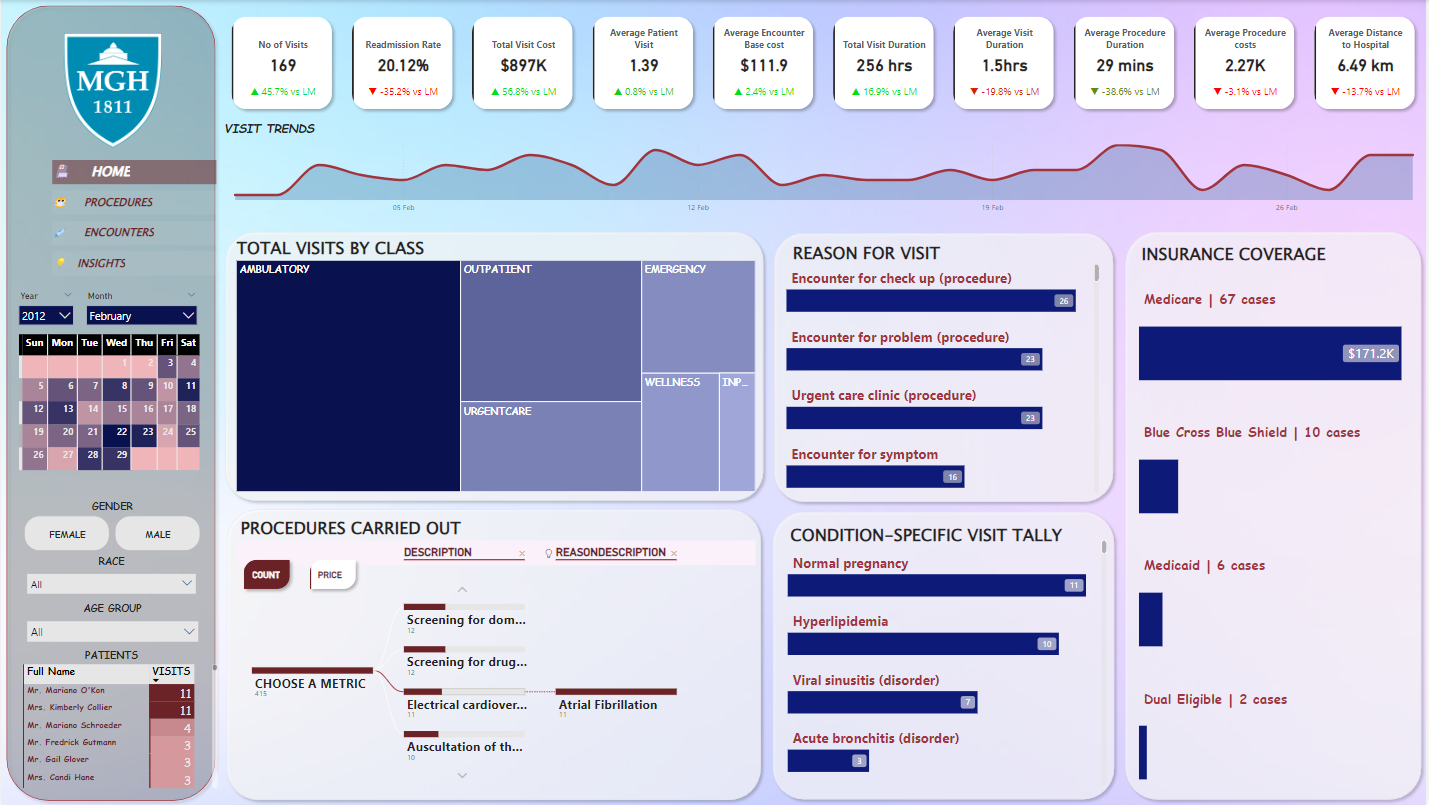 MGH
1811
HOME
PROCEDURES
ENCOUNTERS
INSIGHTS
Year Month
2012 February
Sun Mon Tue Wed Thu Fri Sat
1 2 3 4
5 6 7 8 9 10 11
12 13 14 15 16 17 18
19 20 21 22 23 24 25
26 27 28 29
GENDER
FEMALE MALE
RACE
All
AGE GROUP
All
PATIENTS
Full Name VISITS
Mr. Mariano O'Kon 11
Mrs. Kimberly Collier 11
Mr. Mariano Schroeder 4
Mr. Fredrick Gutmann 3
Mr. Gail Glover 3
Mrs. Candi Hane 3
No of Visits
169
▲ 45.7% vs LM
Readmission Rate
20.12%
▼ -35.2% vs LM
Total Visit Cost
$897K
▲ 56.8% vs LM
Average Patient
Visit
1.39
▲ 0.8% vs LM
Average Encounter
Base cost
$111.9
▲ 2.4% vs LM
Total Visit Duration
256 hrs
▲ 16.9% vs LM
Average Visit
Duration
1.5hrs
▼ -19.8% vs LM
Average Procedure
Duration
29 mins
▼ -38.6% vs LM
Average Procedure
costs
2.27K
▼ -3.1% vs LM
Average Distance
to Hospital
6.49 km
▼ -13.7% vs LM
VISIT TRENDS
05 Feb 12 Feb 19 Feb 26 Feb
TOTAL VISITS BY CLASS
AMBULATORY
OUTPATIENT
URGENTCARE
EMERGENCY
WELLNESS
INP...
REASON FOR VISIT
Encounter for check up (procedure)
26
Encounter for problem (procedure)
23
Urgent care clinic (procedure)
23
Encounter for symptom
16
INSURANCE COVERAGE
Medicare | 67 cases
$171.2K
Blue Cross Blue Shield | 10 cases
Medicaid | 6 cases
Dual Eligible | 2 cases
PROCEDURES CARRIED OUT
COUNT PRICE
DESCRIPTION × REASONDESCRIPTION ×
CHOOSE A METRIC
415
Screening for dom...
12
Screening for drug...
12
Electrical cardiover...
11
Atrial Fibrillation
11
Auscultation of th...
10
CONDITION-SPECIFIC VISIT TALLY
Normal pregnancy
11
Hyperlipidemia
10
Viral sinusitis (disorder)
7
Acute bronchitis (disorder)
3